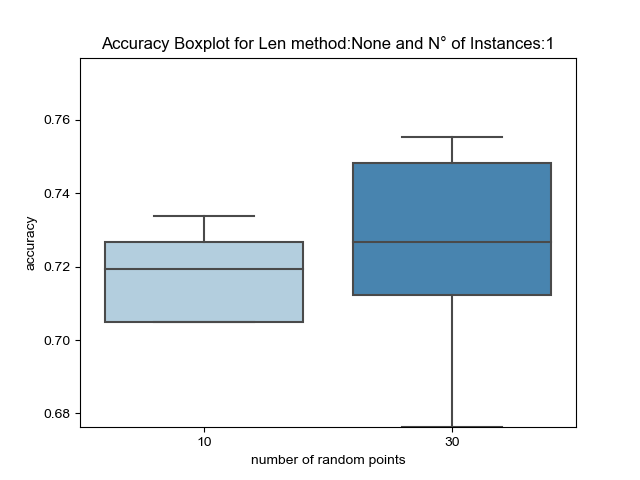 Accuracy Boxplot for Len method:None and N° of Instances:1
0.76
0.74
0.72
0.70
0.68
accuracy
10 30
number of random points